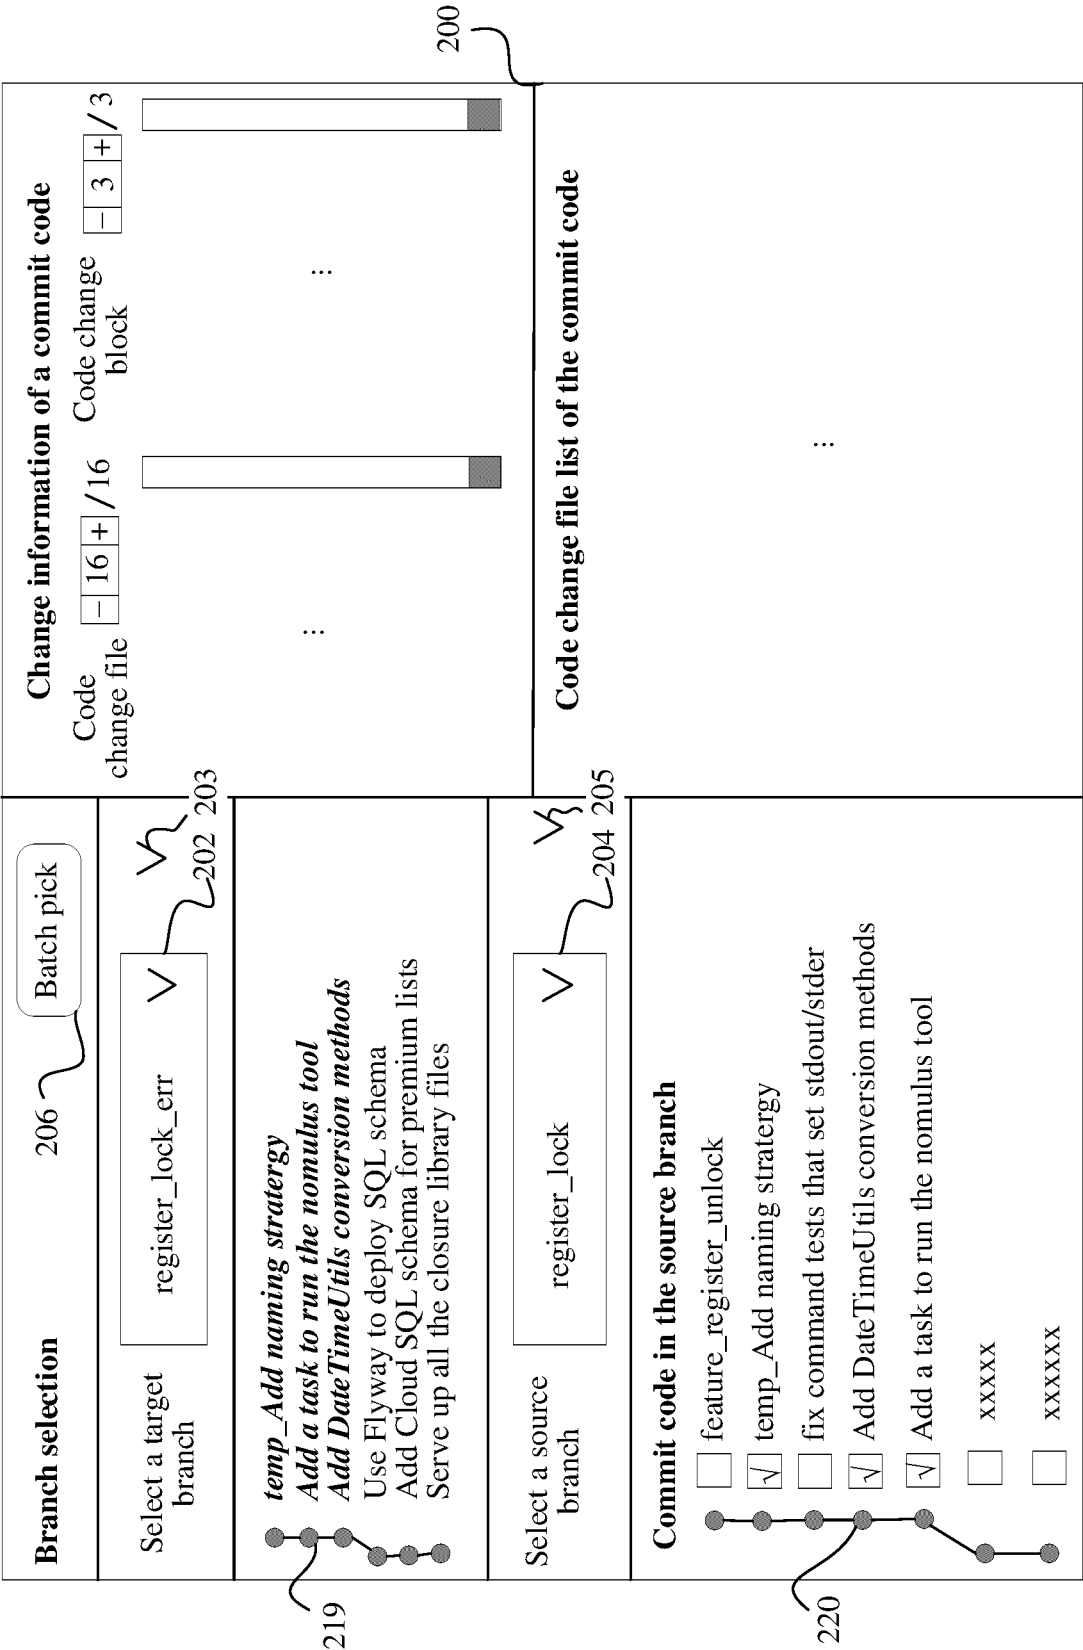 Branch selection
206
Batch pick
Select a target
branch
register_lock_err
203
202
219
temp_Add naming stratergy
Add a task to run the nomulus tool
Add DateTimeUtils conversion methods
Use Flyway to deploy SQL schema
Add Cloud SQL schema for premium lists
Serve up all the closure library files
Select a source
branch
register_lock
205
204
Commit code in the source branch
220
feature_register_unlock
√ temp_Add naming stratergy
fix command tests that set stdout/stder
√ Add DateTimeUtils conversion methods
√ Add a task to run the nomulus tool
xxxxx
xxxxxx
Change information of a commit code
Code
change file
− 16 + / 16
Code change
block
− 3 + / 3
...
...
200
Code change file list of the commit code
...